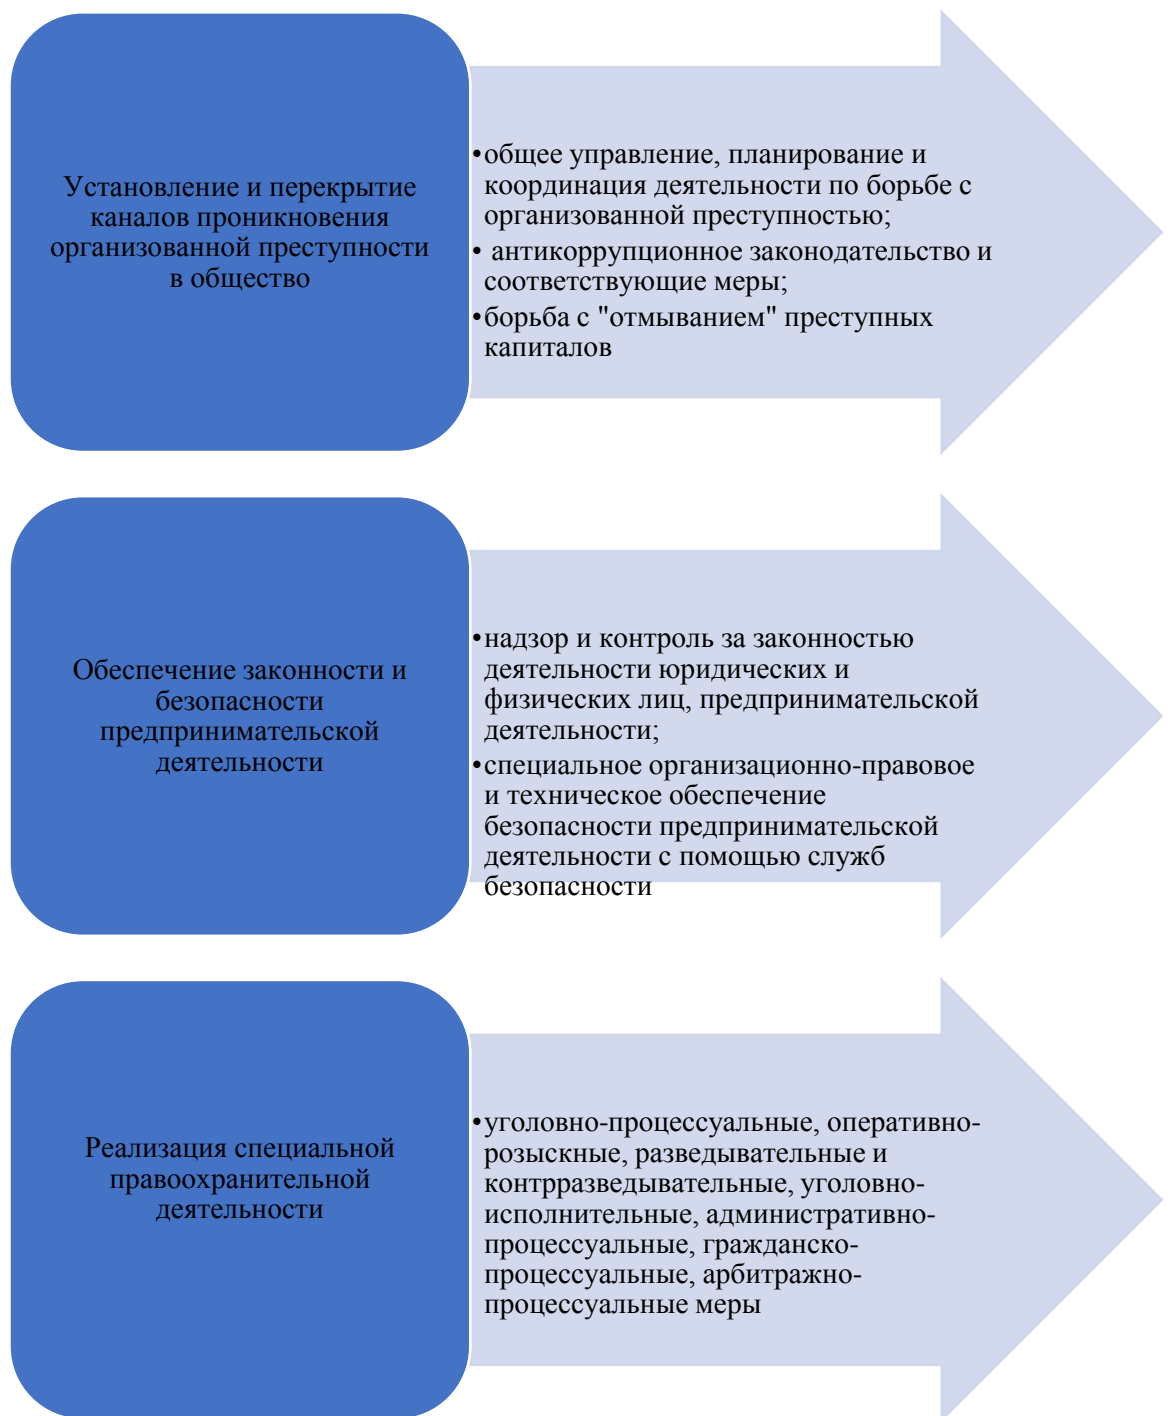 Установление и перекрытие
каналов проникновения
организованной преступности
в общество
•общее управление, планирование и
координация деятельности по борьбе с
организованной преступностью;
• антикоррупционное законодательство и
соответствующие меры;
•борьба с "отмыванием" преступных
капиталов
Обеспечение законности и
безопасности
предпринимательской
деятельности
•надзор и контроль за законностью
деятельности юридических и
физических лиц, предпринимательской
деятельности;
•специальное организационно-правовое
и техническое обеспечение
безопасности предпринимательской
деятельности с помощью служб
безопасности
Реализация специальной
правоохранительной
деятельности
•уголовно-процессуальные, оперативно-
розыскные, разведывательные и
контрразведывательные, уголовно-
исполнительные, административно-
процессуальные, гражданско-
процессуальные, арбитражно-
процессуальные меры